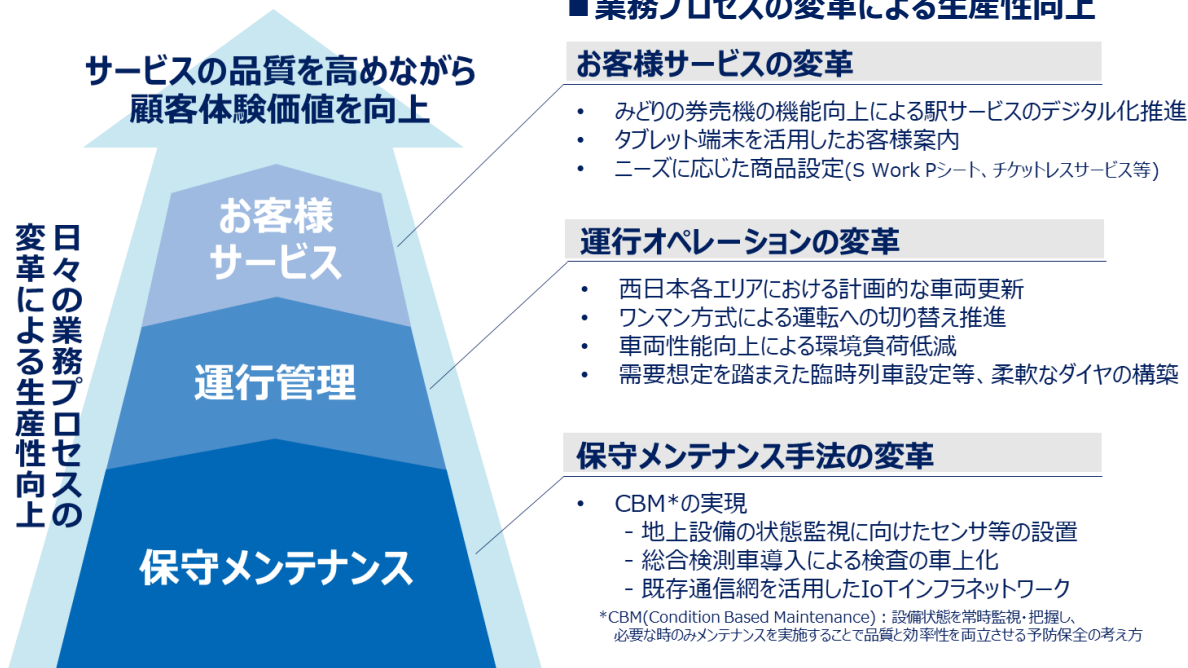 ■業務プロセスの変革による生産性向上
サービスの品質を高めながら
顧客体験価値を向上
日々の業務プロセスの
変革による生産性向上
お客様
サービス
運行管理
保守メンテナンス
お客様サービスの変革
• みどりの券売機の機能向上による駅サービスのデジタル化推進
• タブレット端末を活用したお客様案内
• ニーズに応じた商品設定(S Work Pシート、チケットレスサービス等)
運行オペレーションの変革
• 西日本各エリアにおける計画的な車両更新
• ワンマン方式による運転への切り替え推進
• 車両性能向上による環境負荷低減
• 需要想定を踏まえた臨時列車設定等、柔軟なダイヤの構築
保守メンテナンス手法の変革
• CBM*の実現
- 地上設備の状態監視に向けたセンサ等の設置
- 総合検測車導入による検査の車上化
- 既存通信網を活用したIoTインフラネットワーク
*CBM(Condition Based Maintenance)：設備状態を常時監視・把握し、
必要な時のみメンテナンスを実施することで品質と効率性を両立させる予防保全の考え方